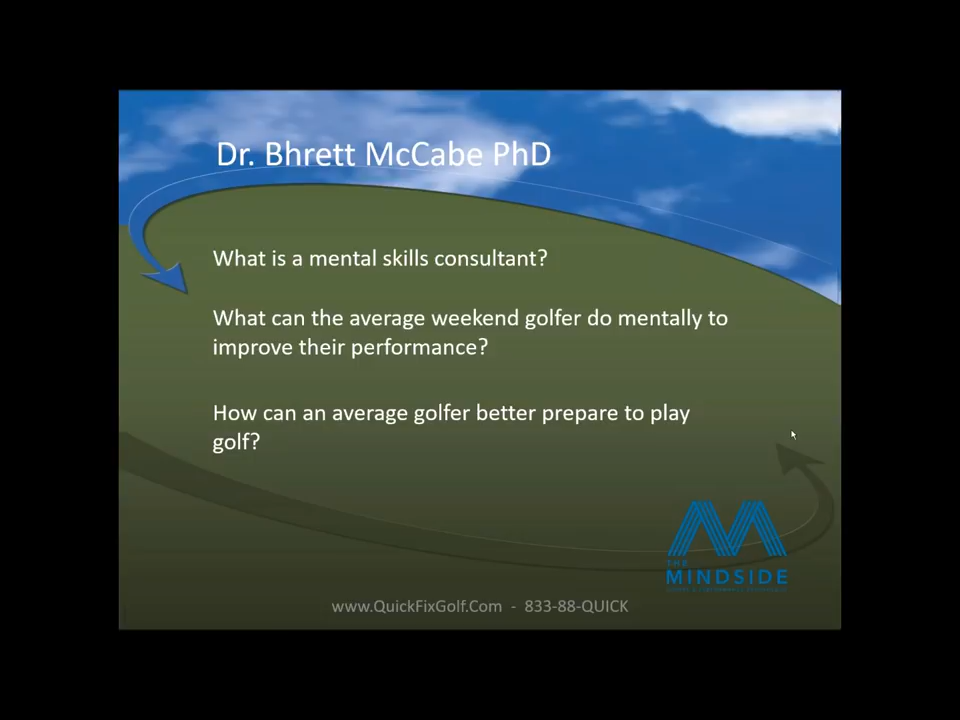 Dr. Bhrett McCabe PhD
What is a mental skills consultant?
What can the average weekend golfer do mentally to
improve their performance?
How can an average golfer better prepare to play
golf?
THE
MINDSIDE
www.QuickFixGolf.Com - 833-88-QUICK